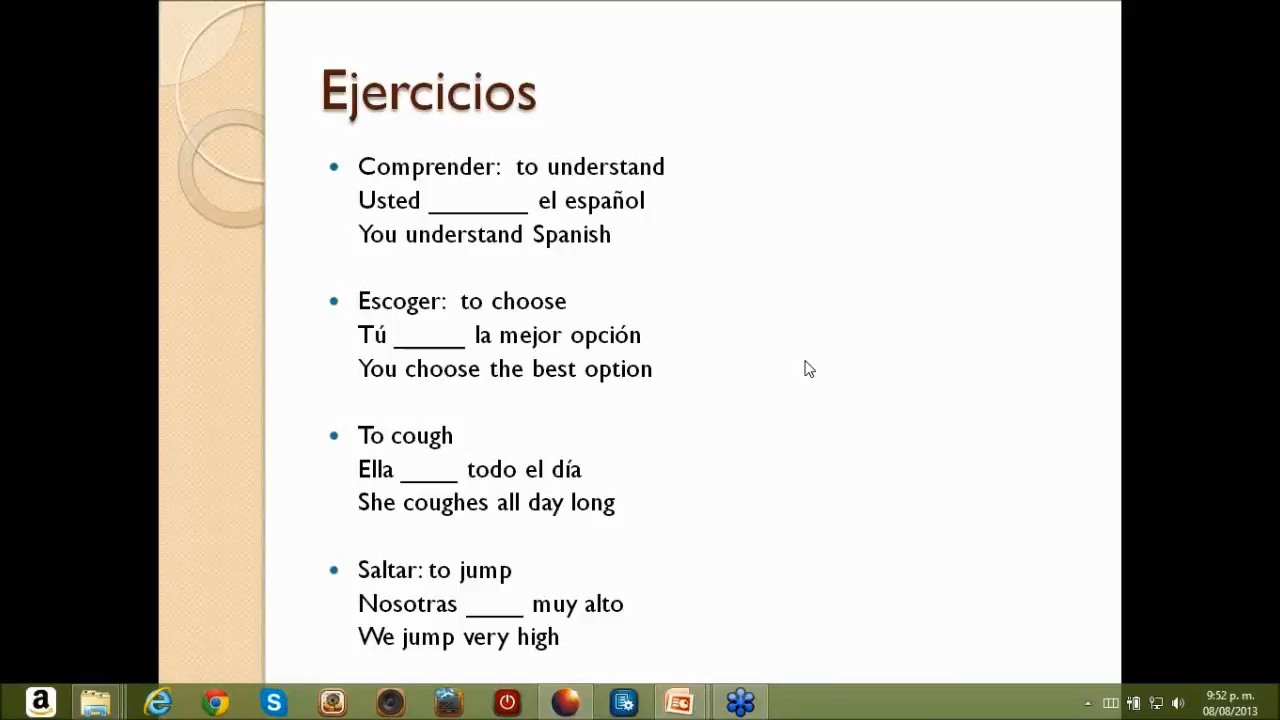 Ejercicios
Comprender: to understand
Usted ________ el español
You understand Spanish
Escoger: to choose
Tú _____ la mejor opción
You choose the best option
To cough
Ella ____ todo el día
She coughes all day long
Saltar: to jump
Nosotras ____ muy alto
We jump very high
9:52 p. m.
08/08/2013